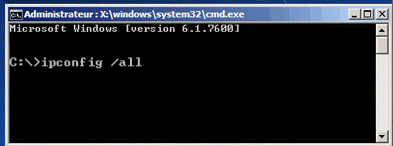 Administrateur : X:\windows\system32\cmd.exe
Microsoft Windows [version 6.1.7600]
C:\>ipconfig /all